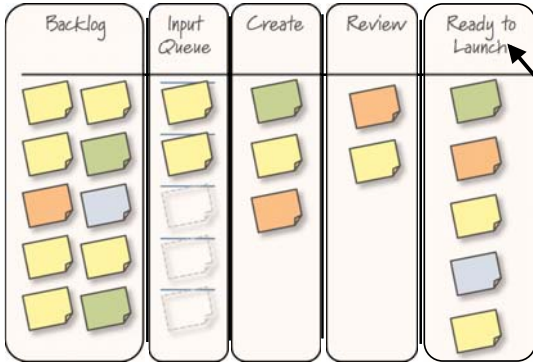 Backlog
Input
Queue
Create
Review
Ready to
Launch